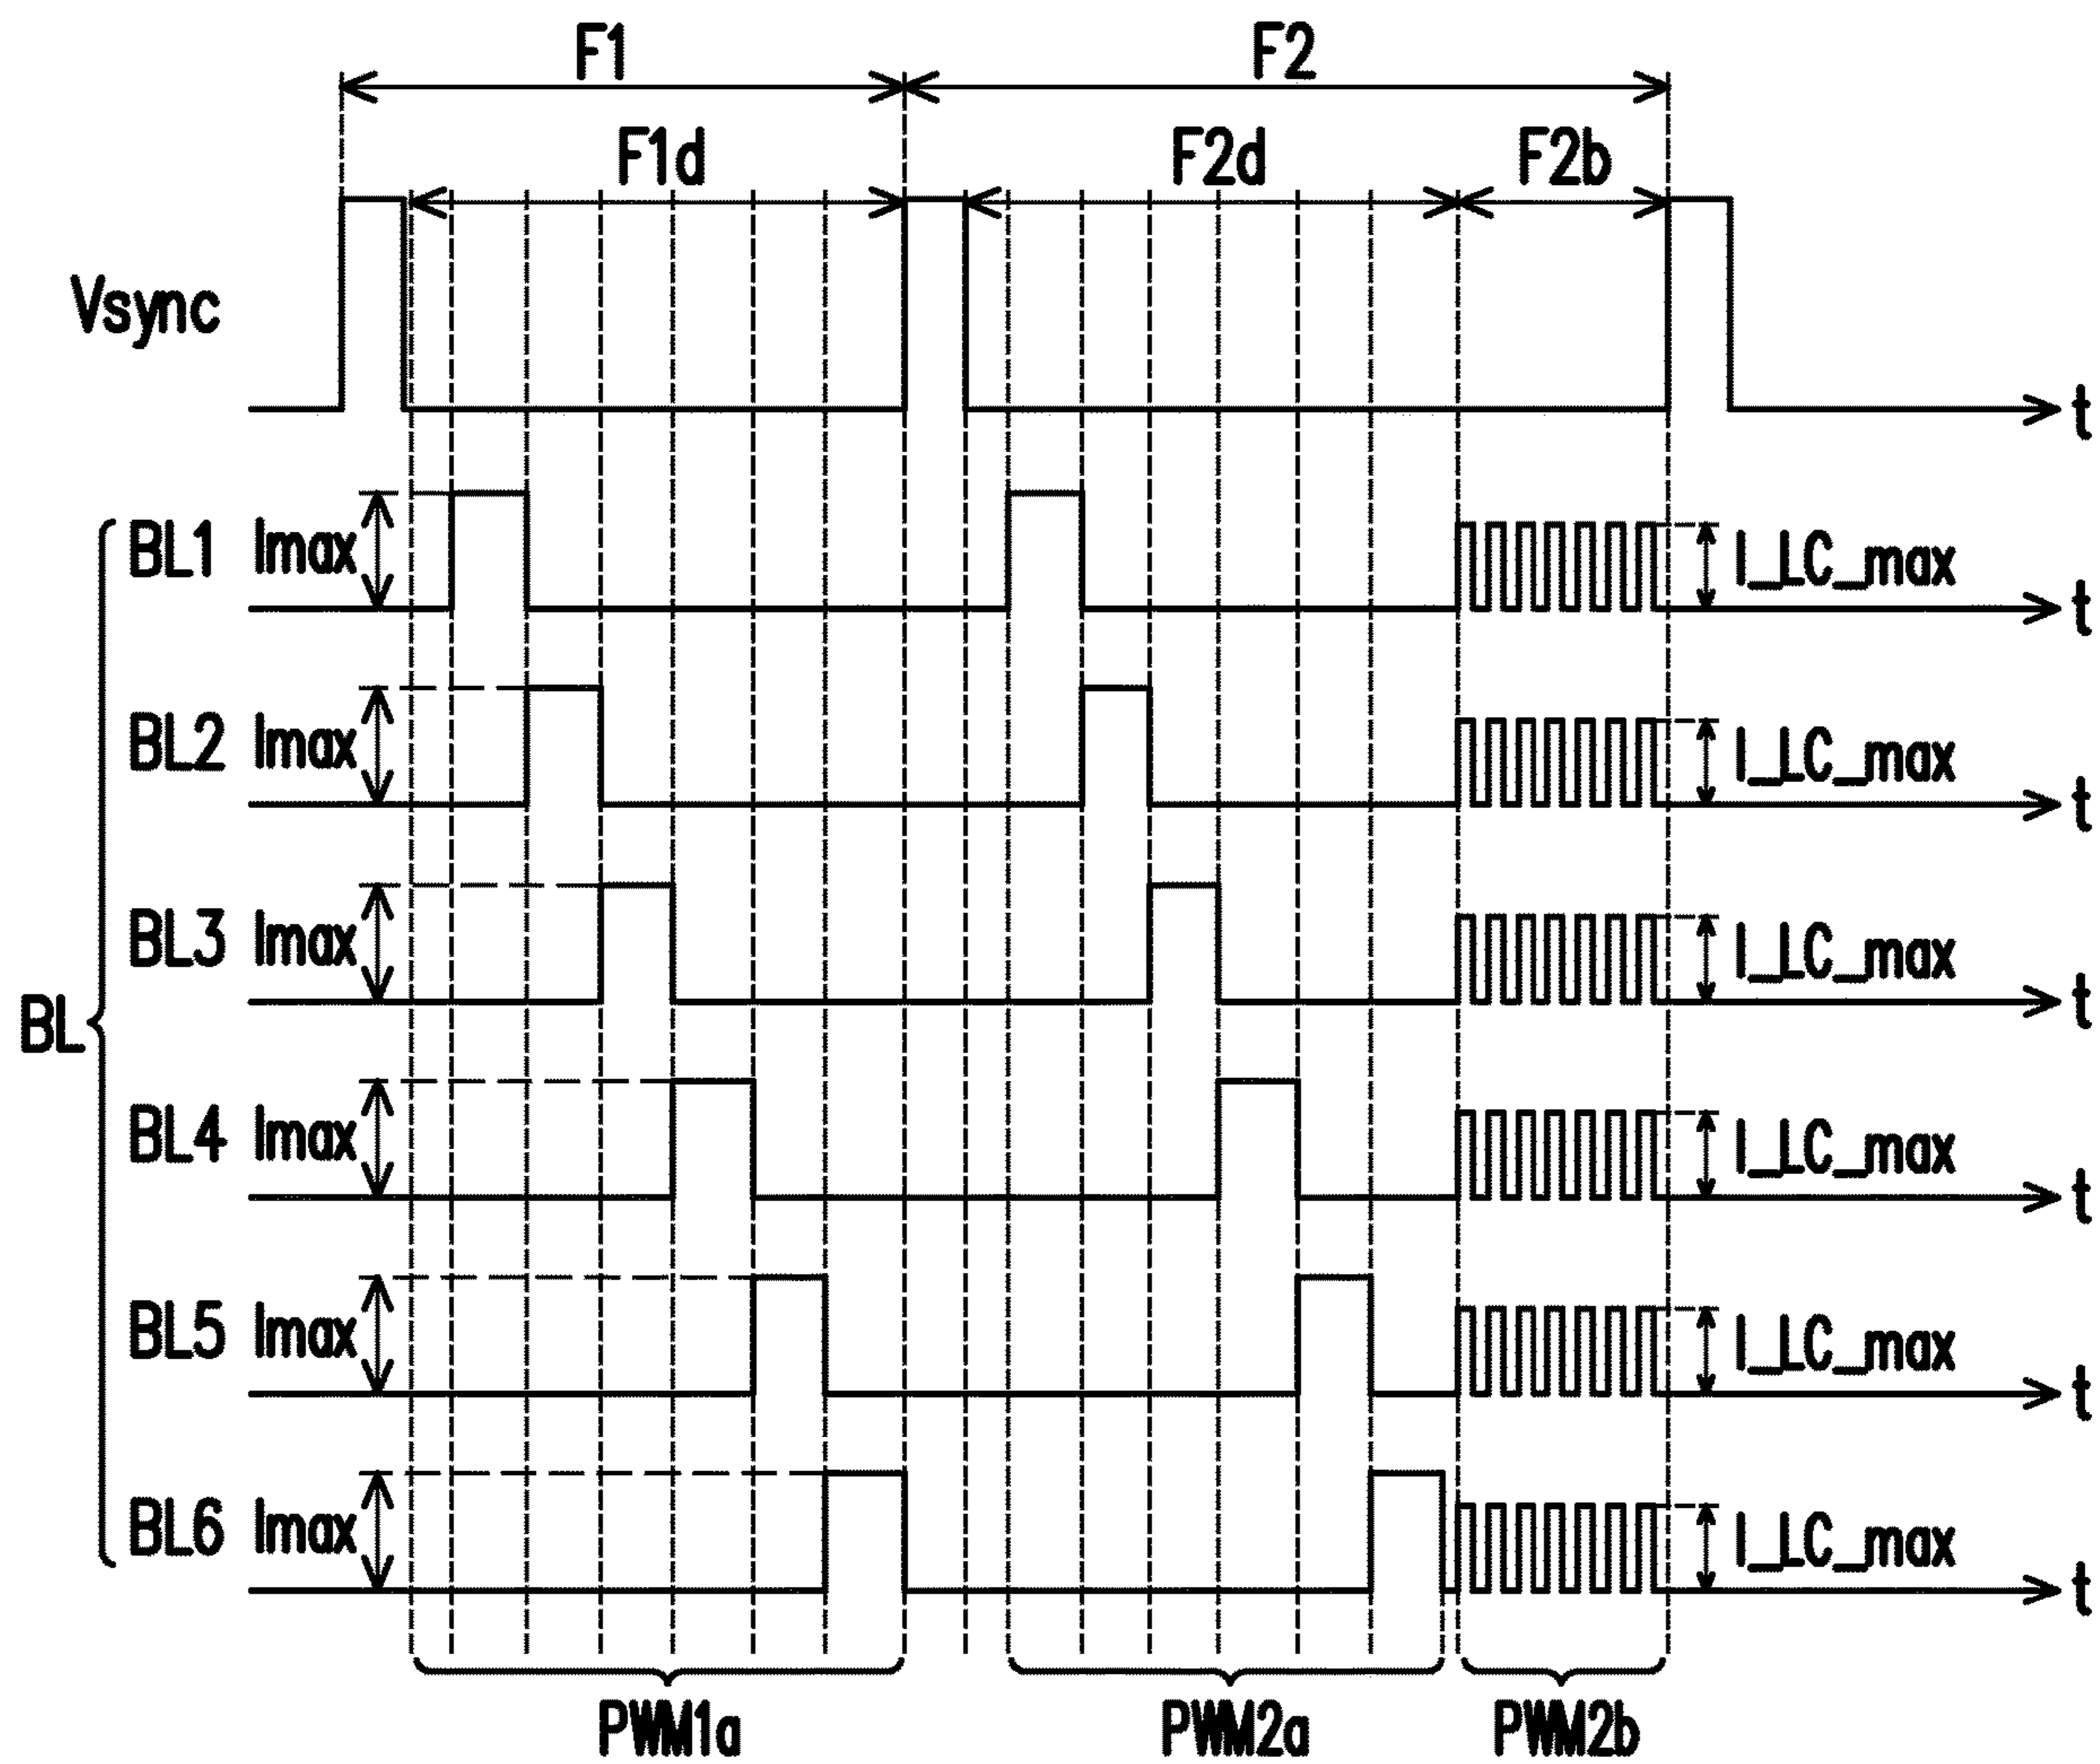 F1 F2
F1d F2d F2b
Vsync t
BL
BL1 Imax I_LC_max t
BL2 Imax I_LC_max t
BL3 Imax I_LC_max t
BL4 Imax I_LC_max t
BL5 Imax I_LC_max t
BL6 Imax I_LC_max t
PWM1a PWM2a PWM2b